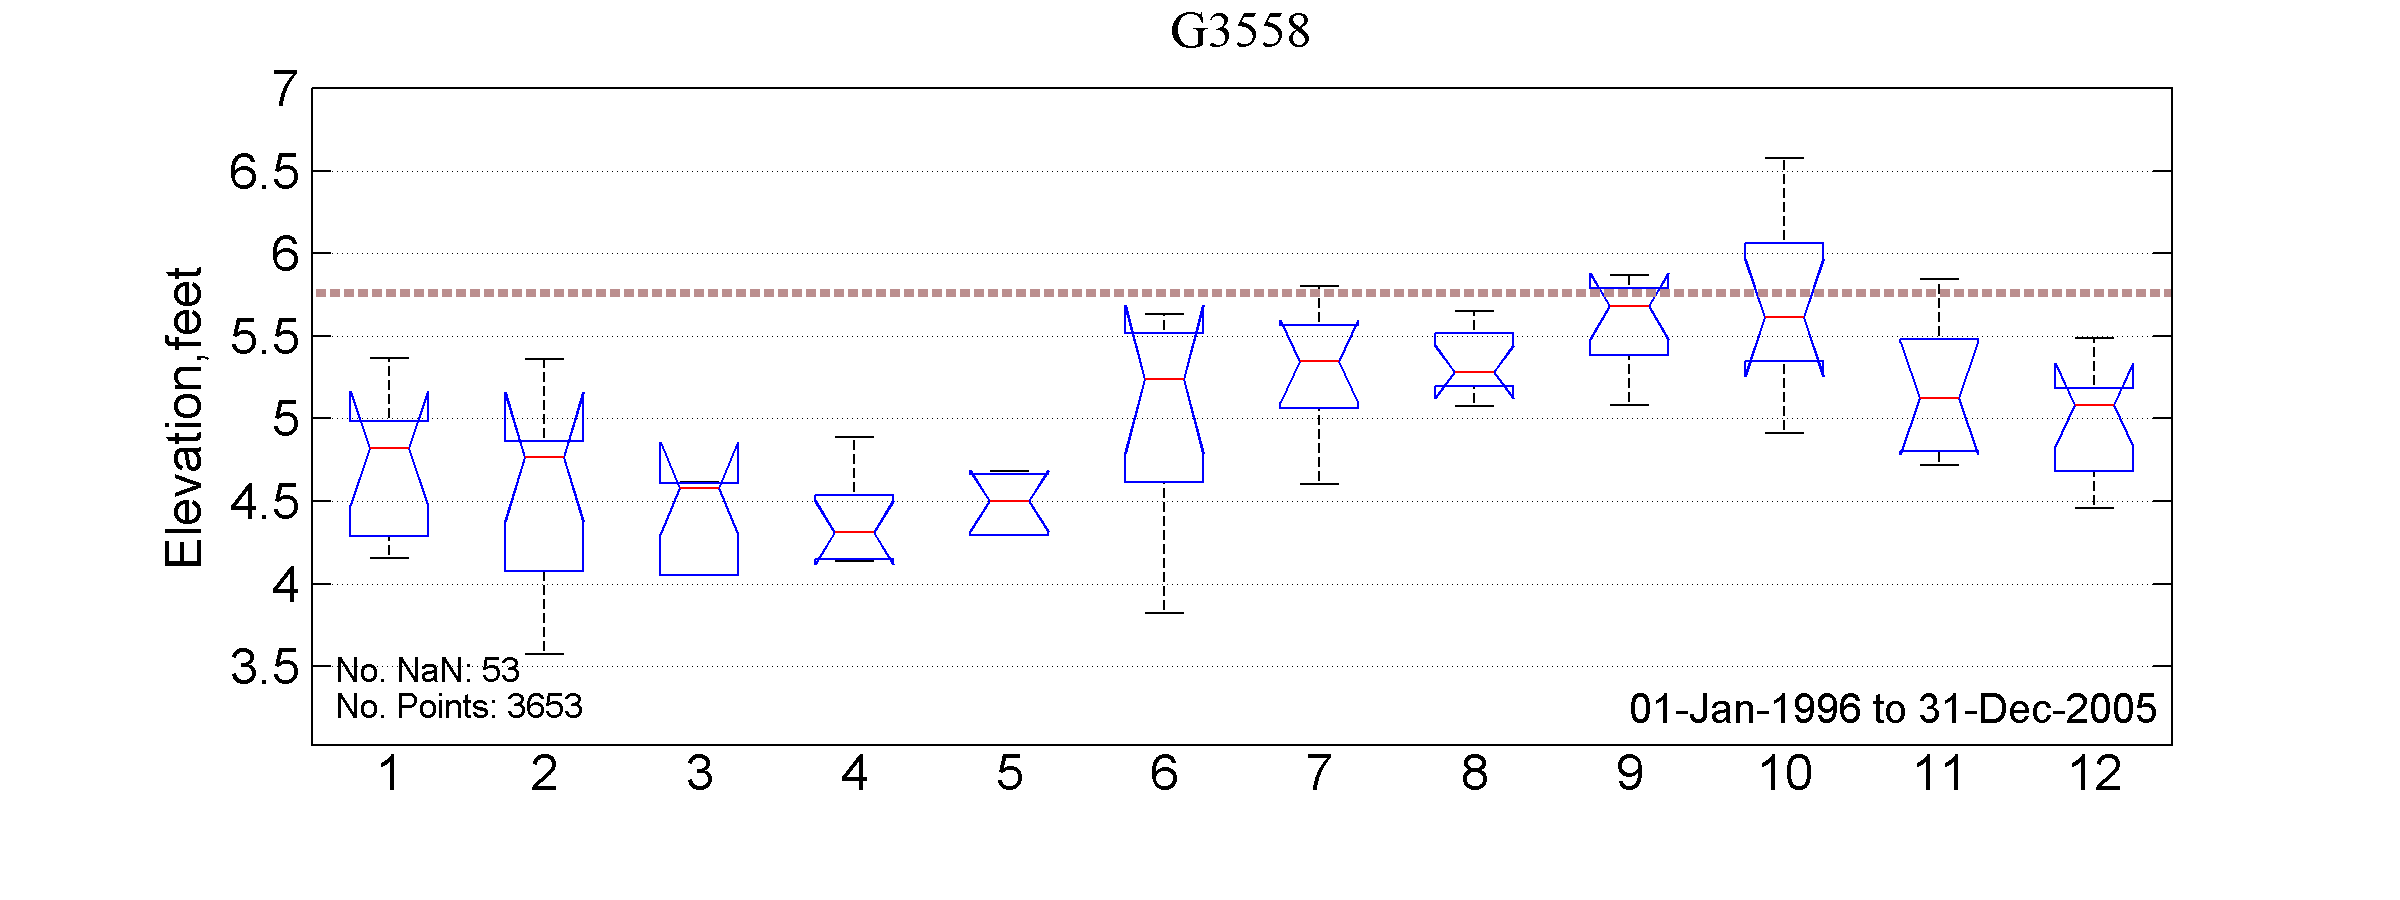 G3558
7
6.5
6
5.5
5
4.5
4
3.5
Elevation,feet
No. NaN: 53
No. Points: 3653
01-Jan-1996 to 31-Dec-2005
1 2 3 4 5 6 7 8 9 10 11 12